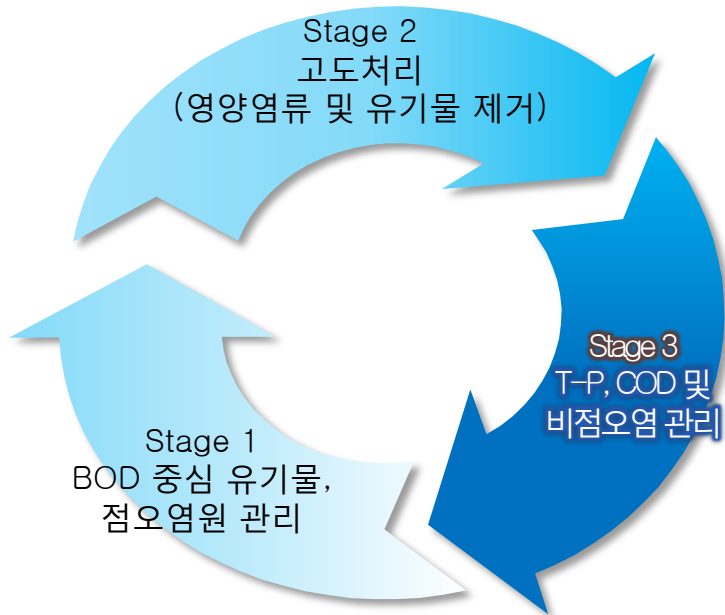 Stage 2
고도처리
(영양염류 및 유기물 제거)
Stage 3
T-P, COD 및
비점오염 관리
Stage 1
BOD 중심 유기물,
점오염원 관리